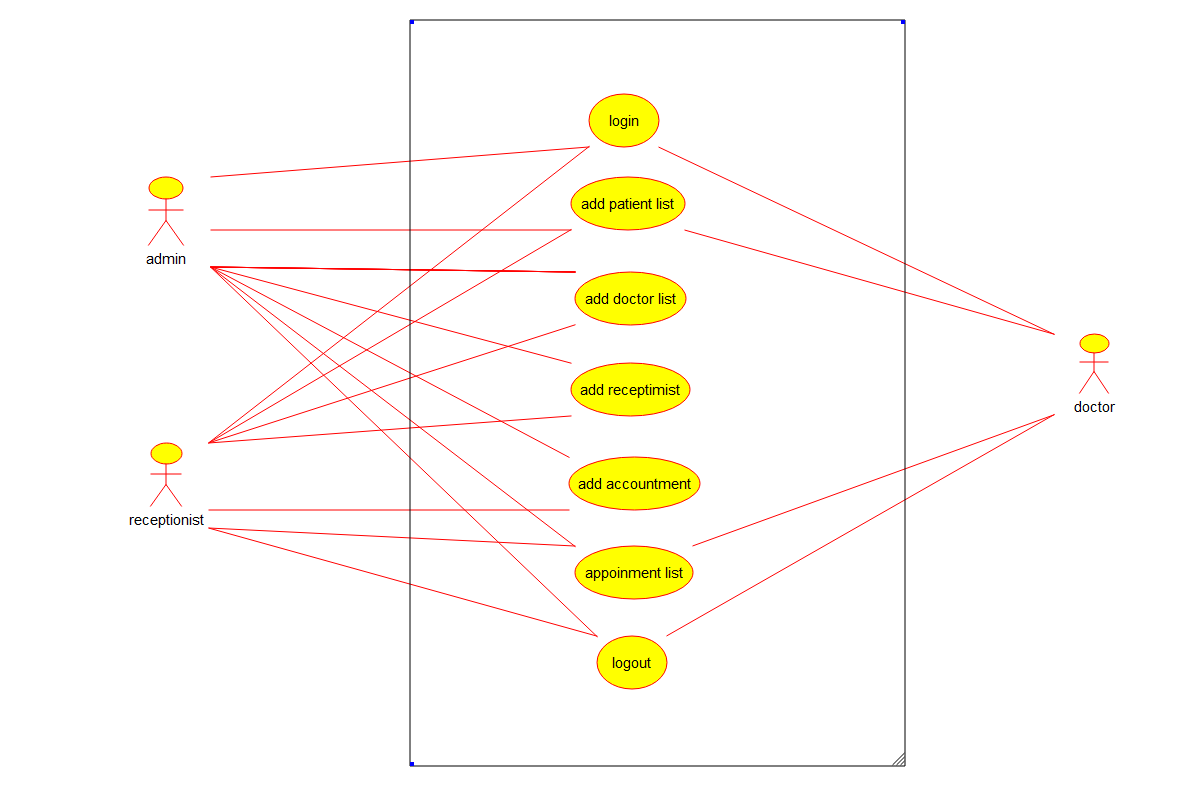 login
add patient list
admin
add doctor list
add receptimist
doctor
add accountment
receptionist
appoinment list
logout